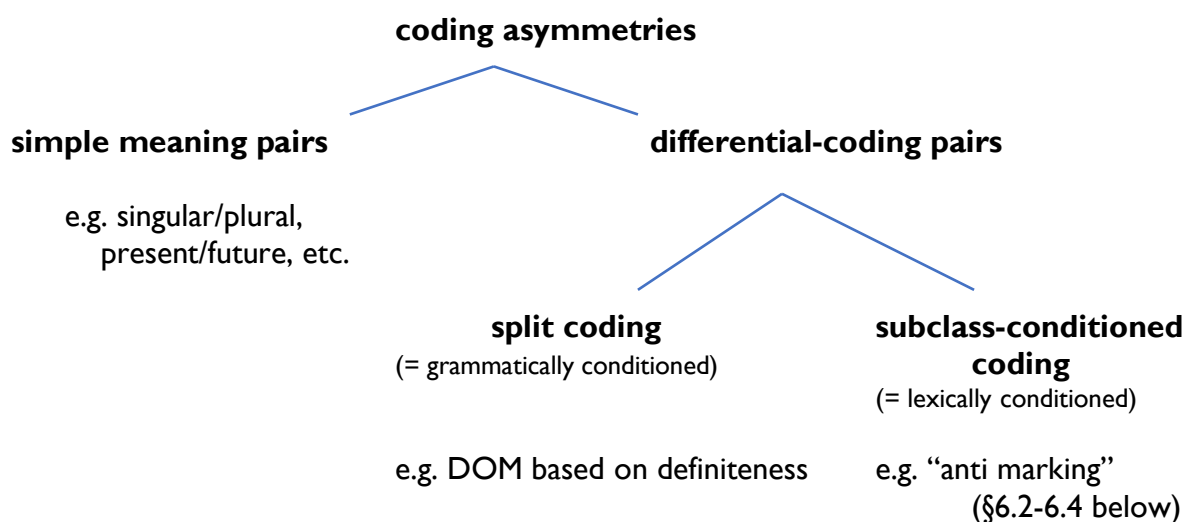 coding asymmetries
simple meaning pairs
differential-coding pairs
e.g. singular/plural,
present/future, etc.
split coding
(= grammatically conditioned)
e.g. DOM based on definiteness
subclass-conditioned
coding
(= lexically conditioned)
e.g. “anti marking”
(§6.2-6.4 below)